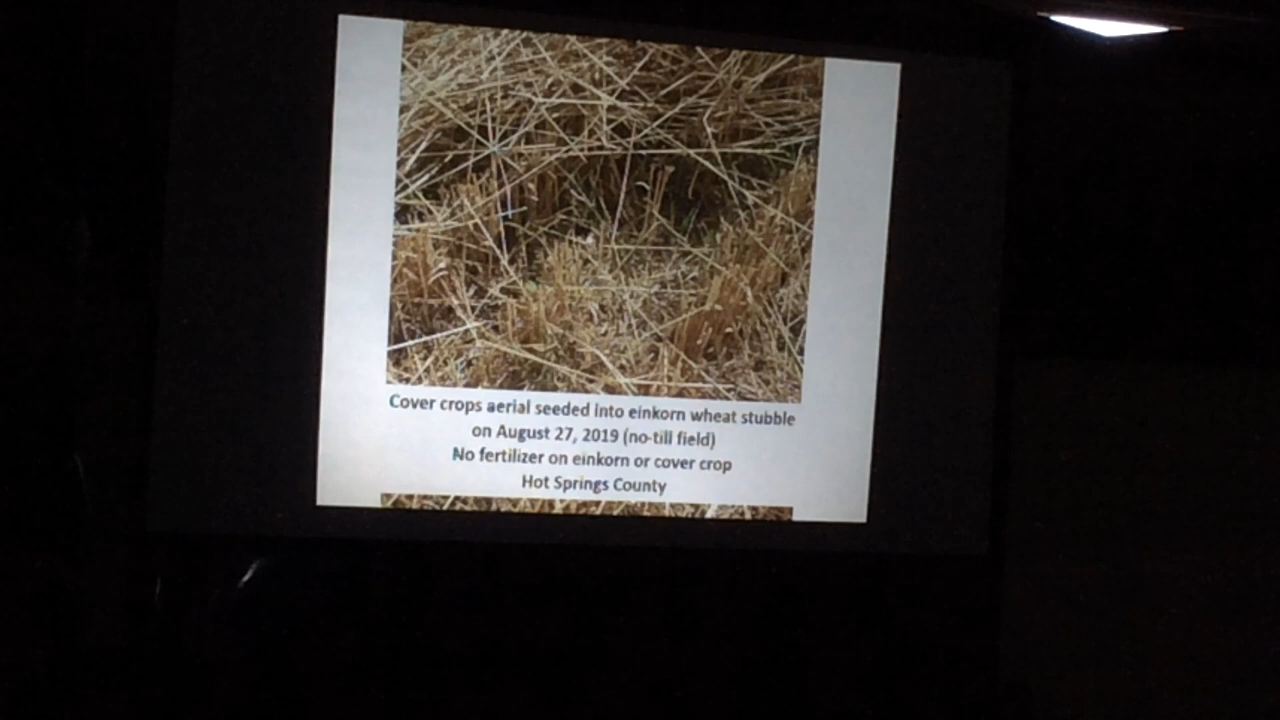 Cover crops aerial seeded into einkorn wheat stubble
on August 27, 2019 (no-till field)
No fertilizer on einkorn or cover crop
Hot Springs County